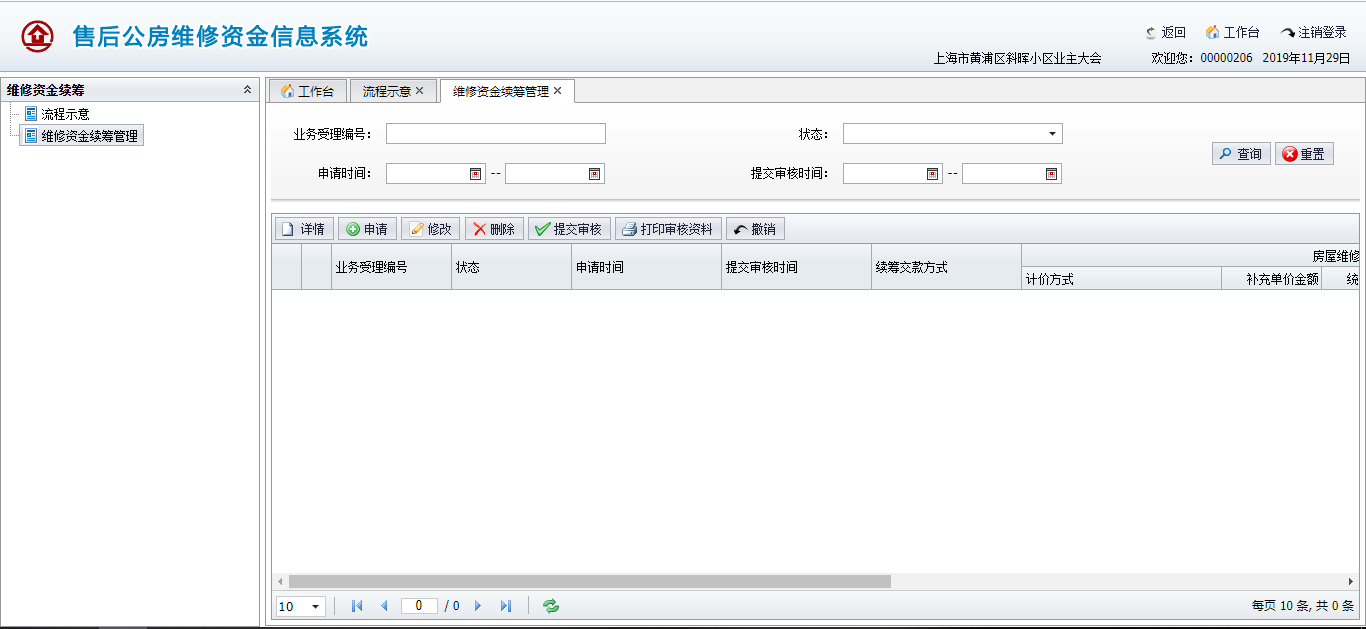 售后公房维修资金信息系统
返回 工作台 注销登录
上海市黄浦区斜晖小区业主大会 欢迎您：00000206 2019年11月29日
维修资金续筹
流程示意
维修资金续筹管理
工作台 流程示意 维修资金续筹管理
业务受理编号： 状态：
申请时间： -- 提交审核时间： --
查询 重置
详情 申请 修改 删除 提交审核 打印审核资料 撤销
业务受理编号 状态 申请时间 提交审核时间 续筹交款方式 房屋维修
计价方式 补充单价金额 统
10 0 / 0 每页 10 条, 共 0 条